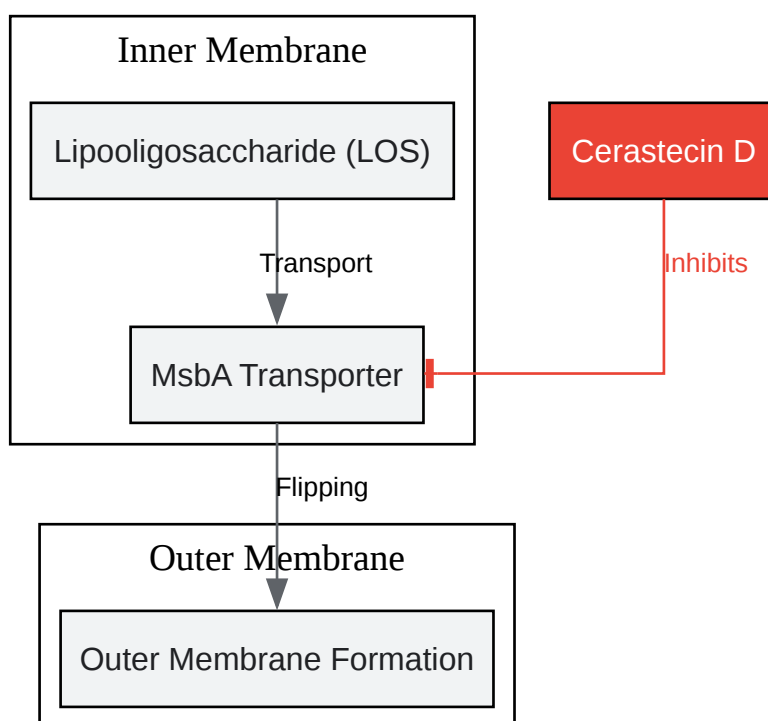 Inner Membrane
Lipooligosaccharide (LOS)
Cerastecin D
Transport
Inhibits
MsbA Transporter
Flipping
Outer Membrane
Outer Membrane Formation